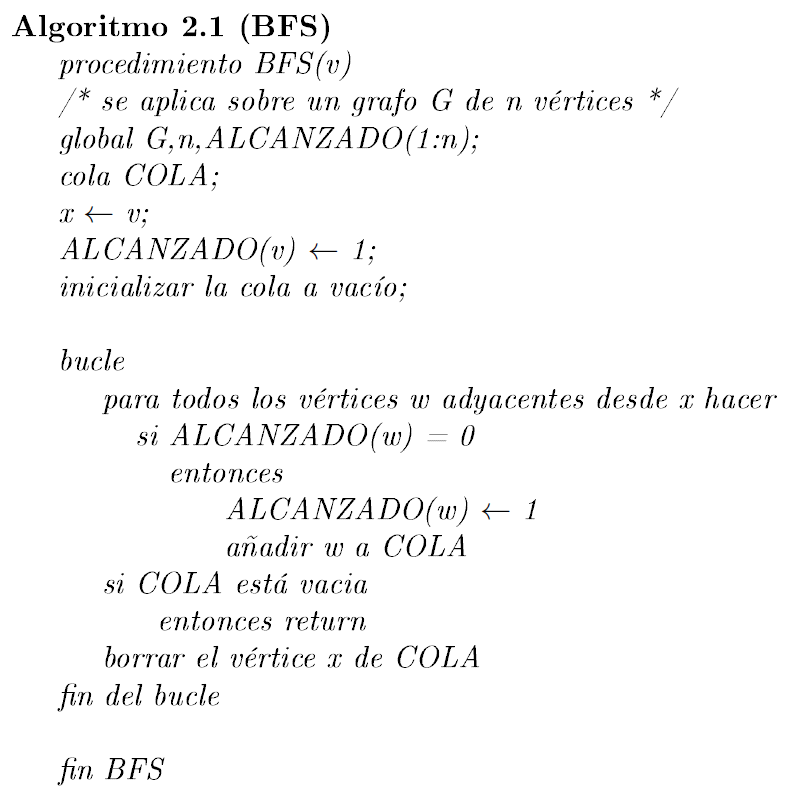 Algoritmo 2.1 (BFS)
procedimiento BFS(v)
/* se aplica sobre un grafo G de n vértices */
global G,n,ALCANZADO(1:n);
cola COLA;
x ← v;
ALCANZADO(v) ← 1;
inicializar la cola a vacío;
bucle
para todos los vértices w adyacentes desde x hacer
si ALCANZADO(w) = 0
entonces
ALCANZADO(w) ← 1
añadir w a COLA
si COLA está vacia
entonces return
borrar el vértice x de COLA
fin del bucle
fin BFS